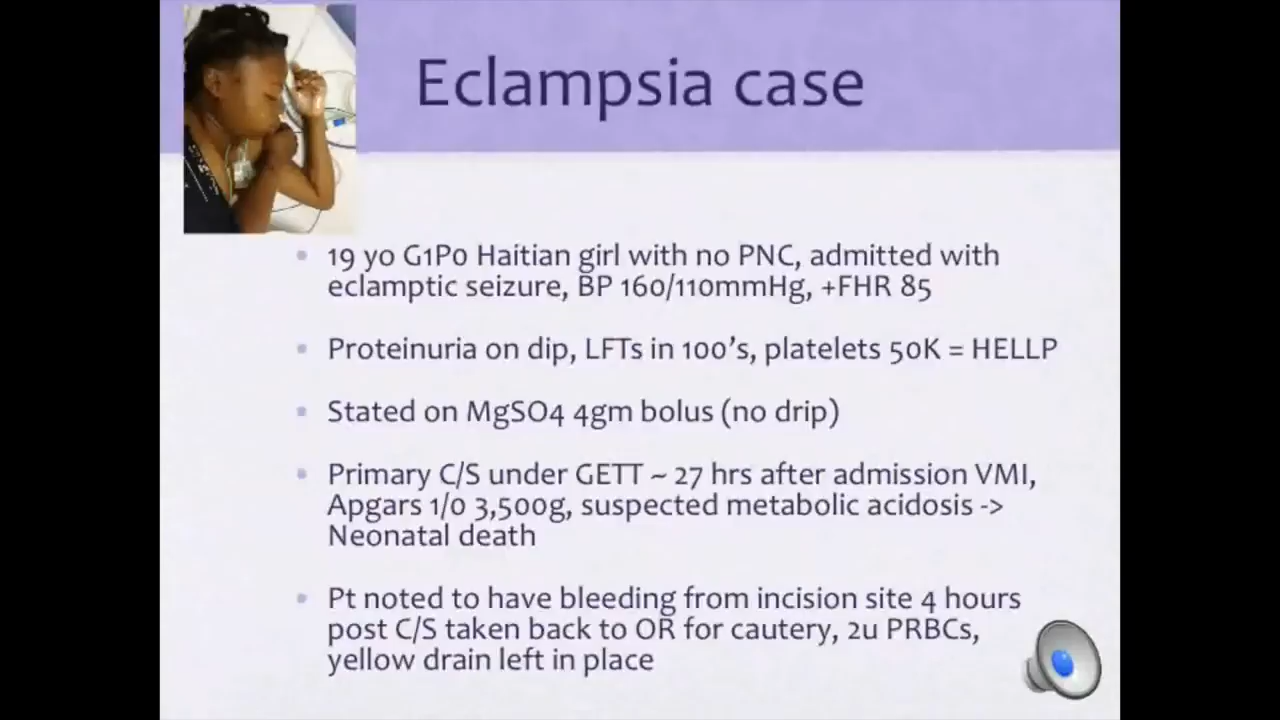 Eclampsia case
19 yo G1P0 Haitian girl with no PNC, admitted with
eclamptic seizure, BP 160/110mmHg, +FHR 85
Proteinuria on dip, LFTs in 100's, platelets 50K = HELLP
Stated on MgSO4 4gm bolus (no drip)
Primary C/S under GETT ~ 27 hrs after admission VMI,
Apgars 1/0 3,500g, suspected metabolic acidosis ->
Neonatal death
Pt noted to have bleeding from incision site 4 hours
post C/S taken back to OR for cautery, 2u PRBCs,
yellow drain left in place